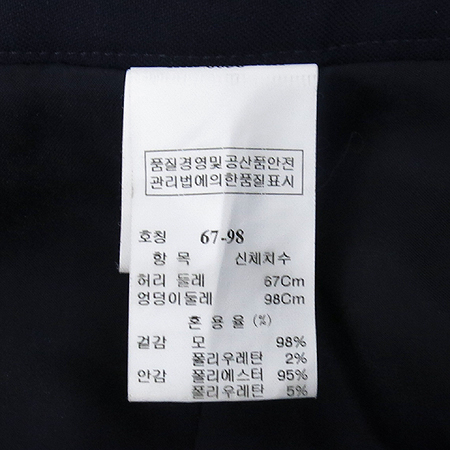 품질경영및공산품안전
관리법에의한품질표시
호칭 67-98
항 목 신체치수
허리 둘레 67Cm
엉덩이둘레 98Cm
혼 용 율 (%)
겉감 모 98%
폴리우레탄 2%
안감 폴리에스터 95%
폴리우레탄 5%